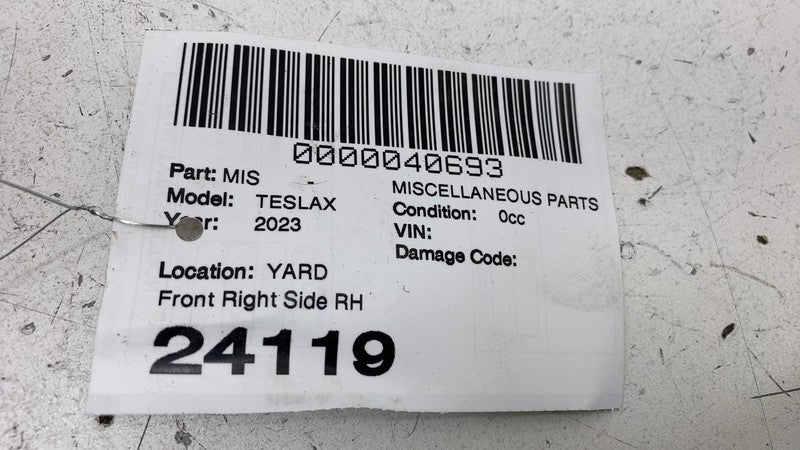 0000040693
Part: MIS
MISCELLANEOUS PARTS
Model: TESLAX
Condition: 0cc
Year: 2023
VIN:
Damage Code:
Location: YARD
Front Right Side RH
24119